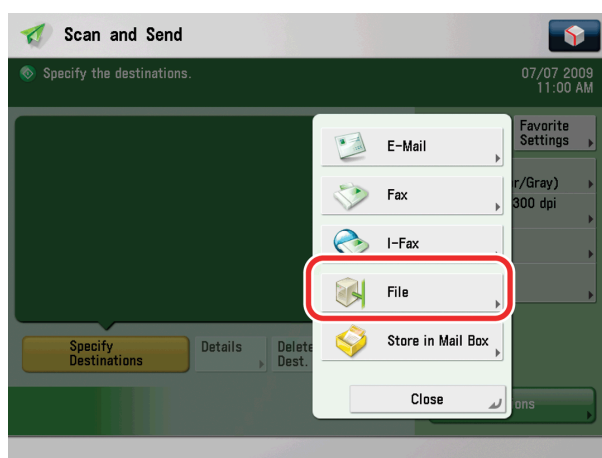 Scan and Send
Specify the destinations.
07/07 2009
11:00 AM
E-Mail
Fax
I-Fax
File
Store in Mail Box
Close
Favorite
Settings
r/Gray)
300 dpi
Specify
Destinations
Details
Delete
Dest.
ons